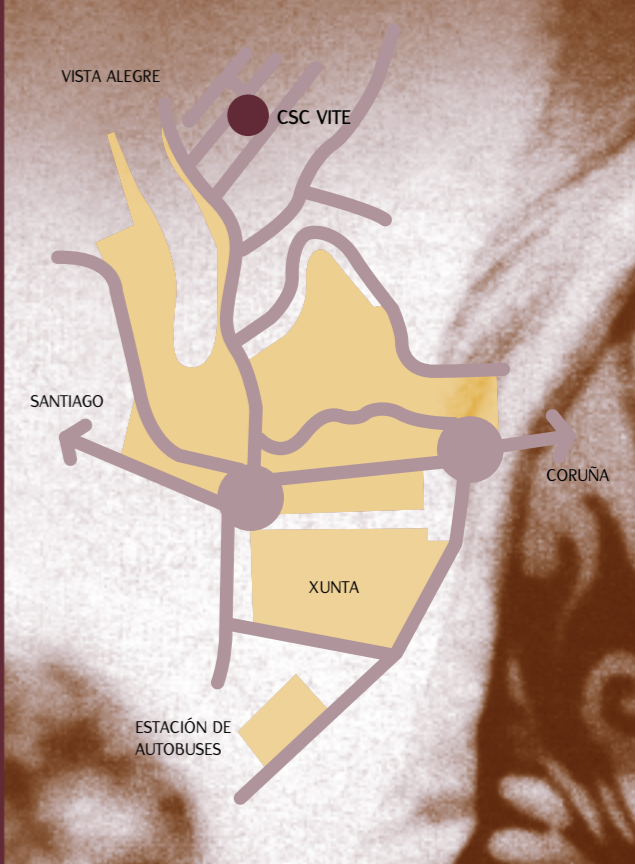 VISTA ALEGRE
CSC VITE
SANTIAGO
CORUÑA
XUNTA
ESTACIÓN DE
AUTOBUSES